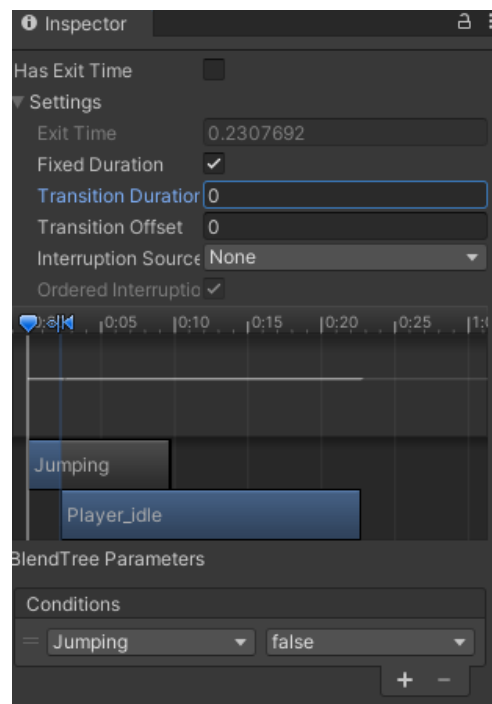 Inspector
Has Exit Time
Settings
Exit Time 0.2307692
Fixed Duration
Transition Duration 0
Transition Offset 0
Interruption Source None
Ordered Interruptio
0:05 0:10 0:15 0:20 0:25
Jumping
Player_idle
BlendTree Parameters
Conditions
Jumping false